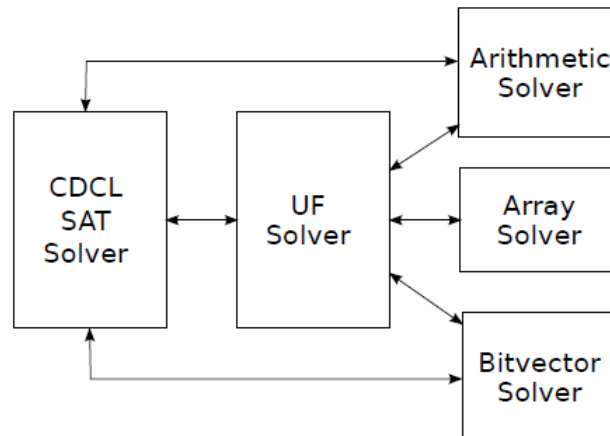 CDCL
SAT
Solver
UF
Solver
Arithmetic
Solver
Array
Solver
Bitvector
Solver